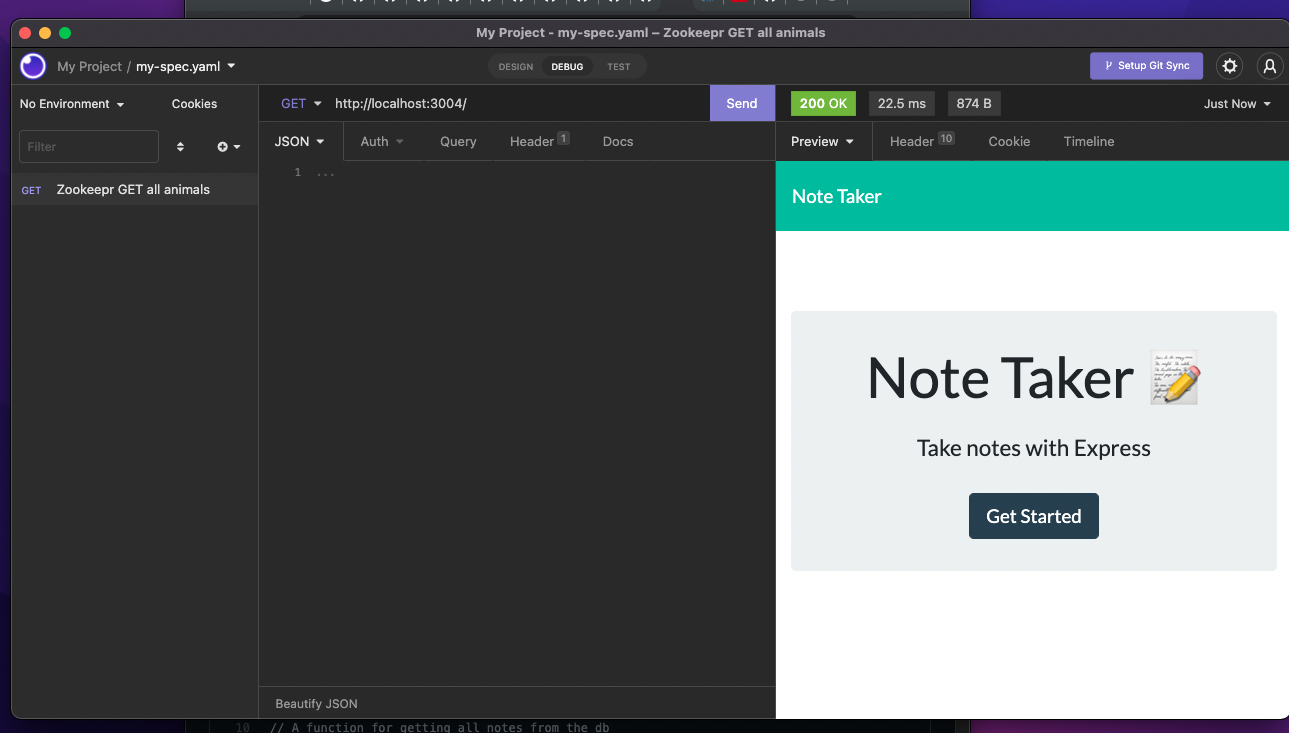 My Project - my-spec.yaml – Zookeepr GET all animals
My Project / my-spec.yaml
DESIGN DEBUG TEST
Setup Git Sync
No Environment Cookies
GET http://localhost:3004/ Send
200 OK 22.5 ms 874 B Just Now
Filter
JSON Auth Query Header 1 Docs
Preview Header 10 Cookie Timeline
GET Zookeepr GET all animals
1 ...
Note Taker
Note Taker
Take notes with Express
Get Started
Beautify JSON
10 // A function for getting all notes from the db